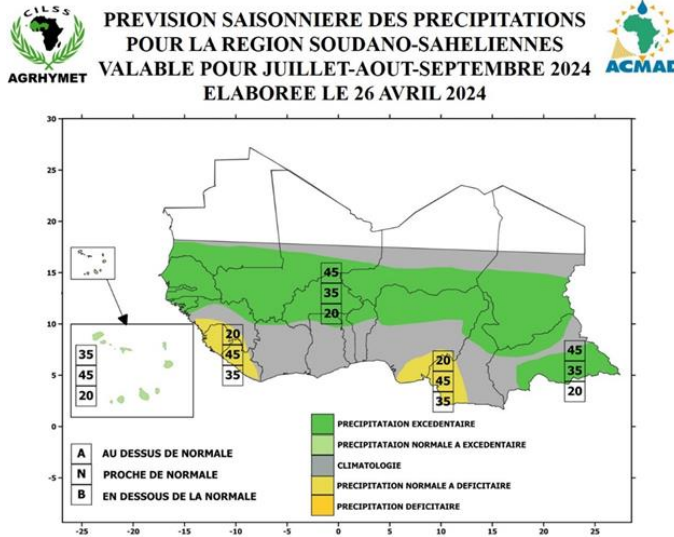 CILSS
AGRHYMET
PREVISION SAISONNIERE DES PRECIPITATIONS
POUR LA REGION SOUDANO-SAHELIENNES
VALABLE POUR JUILLET-AOUT-SEPTEMBRE 2024
ELABOREE LE 26 AVRIL 2024
ACMAD
30
25
20
15
10
5
0
-5
45
35
20
20
45
35
20
45
35
45
35
20
35
45
20
A AU DESSUS DE NORMALE
N PROCHE DE NORMALE
B EN DESSOUS DE LA NORMALE
PRECIPITATAION EXCEDENTAIRE
PRECIPITATAION NORMALE A EXCEDENTAIRE
CLIMATOLOGIE
PRECIPITATION NORMALE A DEFICITAIRE
PRECIPITATION DEFICITAIRE
-25 -20 -15 -10 -5 0 5 10 15 20 25